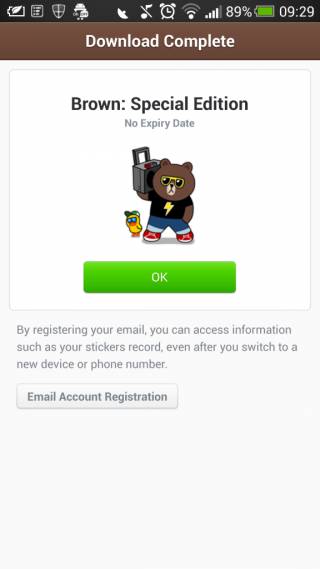 89% 09:29
Download Complete
Brown: Special Edition
No Expiry Date
OK
By registering your email, you can access information
such as your stickers record, even after you switch to a
new device or phone number.
Email Account Registration